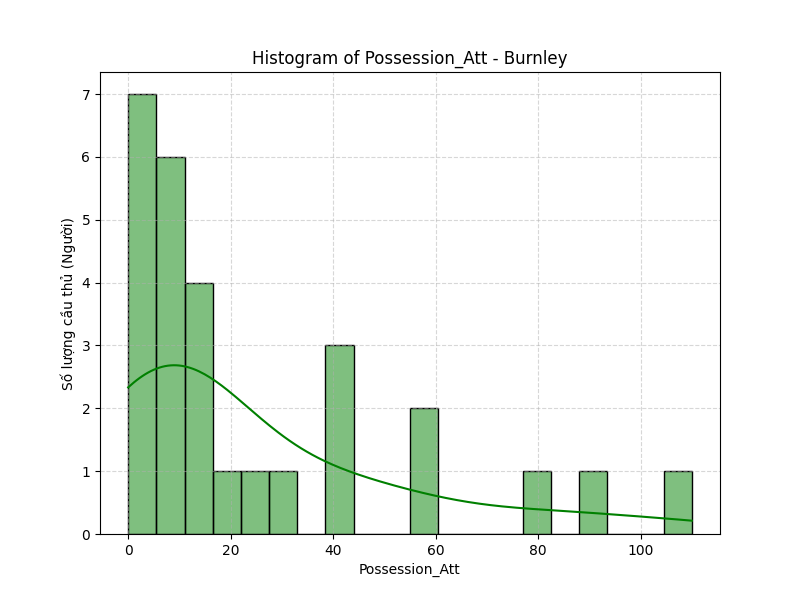 Histogram of Possession_Att - Burnley
Số lượng cầu thủ (Người)
7
6
5
4
3
2
1
0
0 20 40 60 80 100
Possession_Att